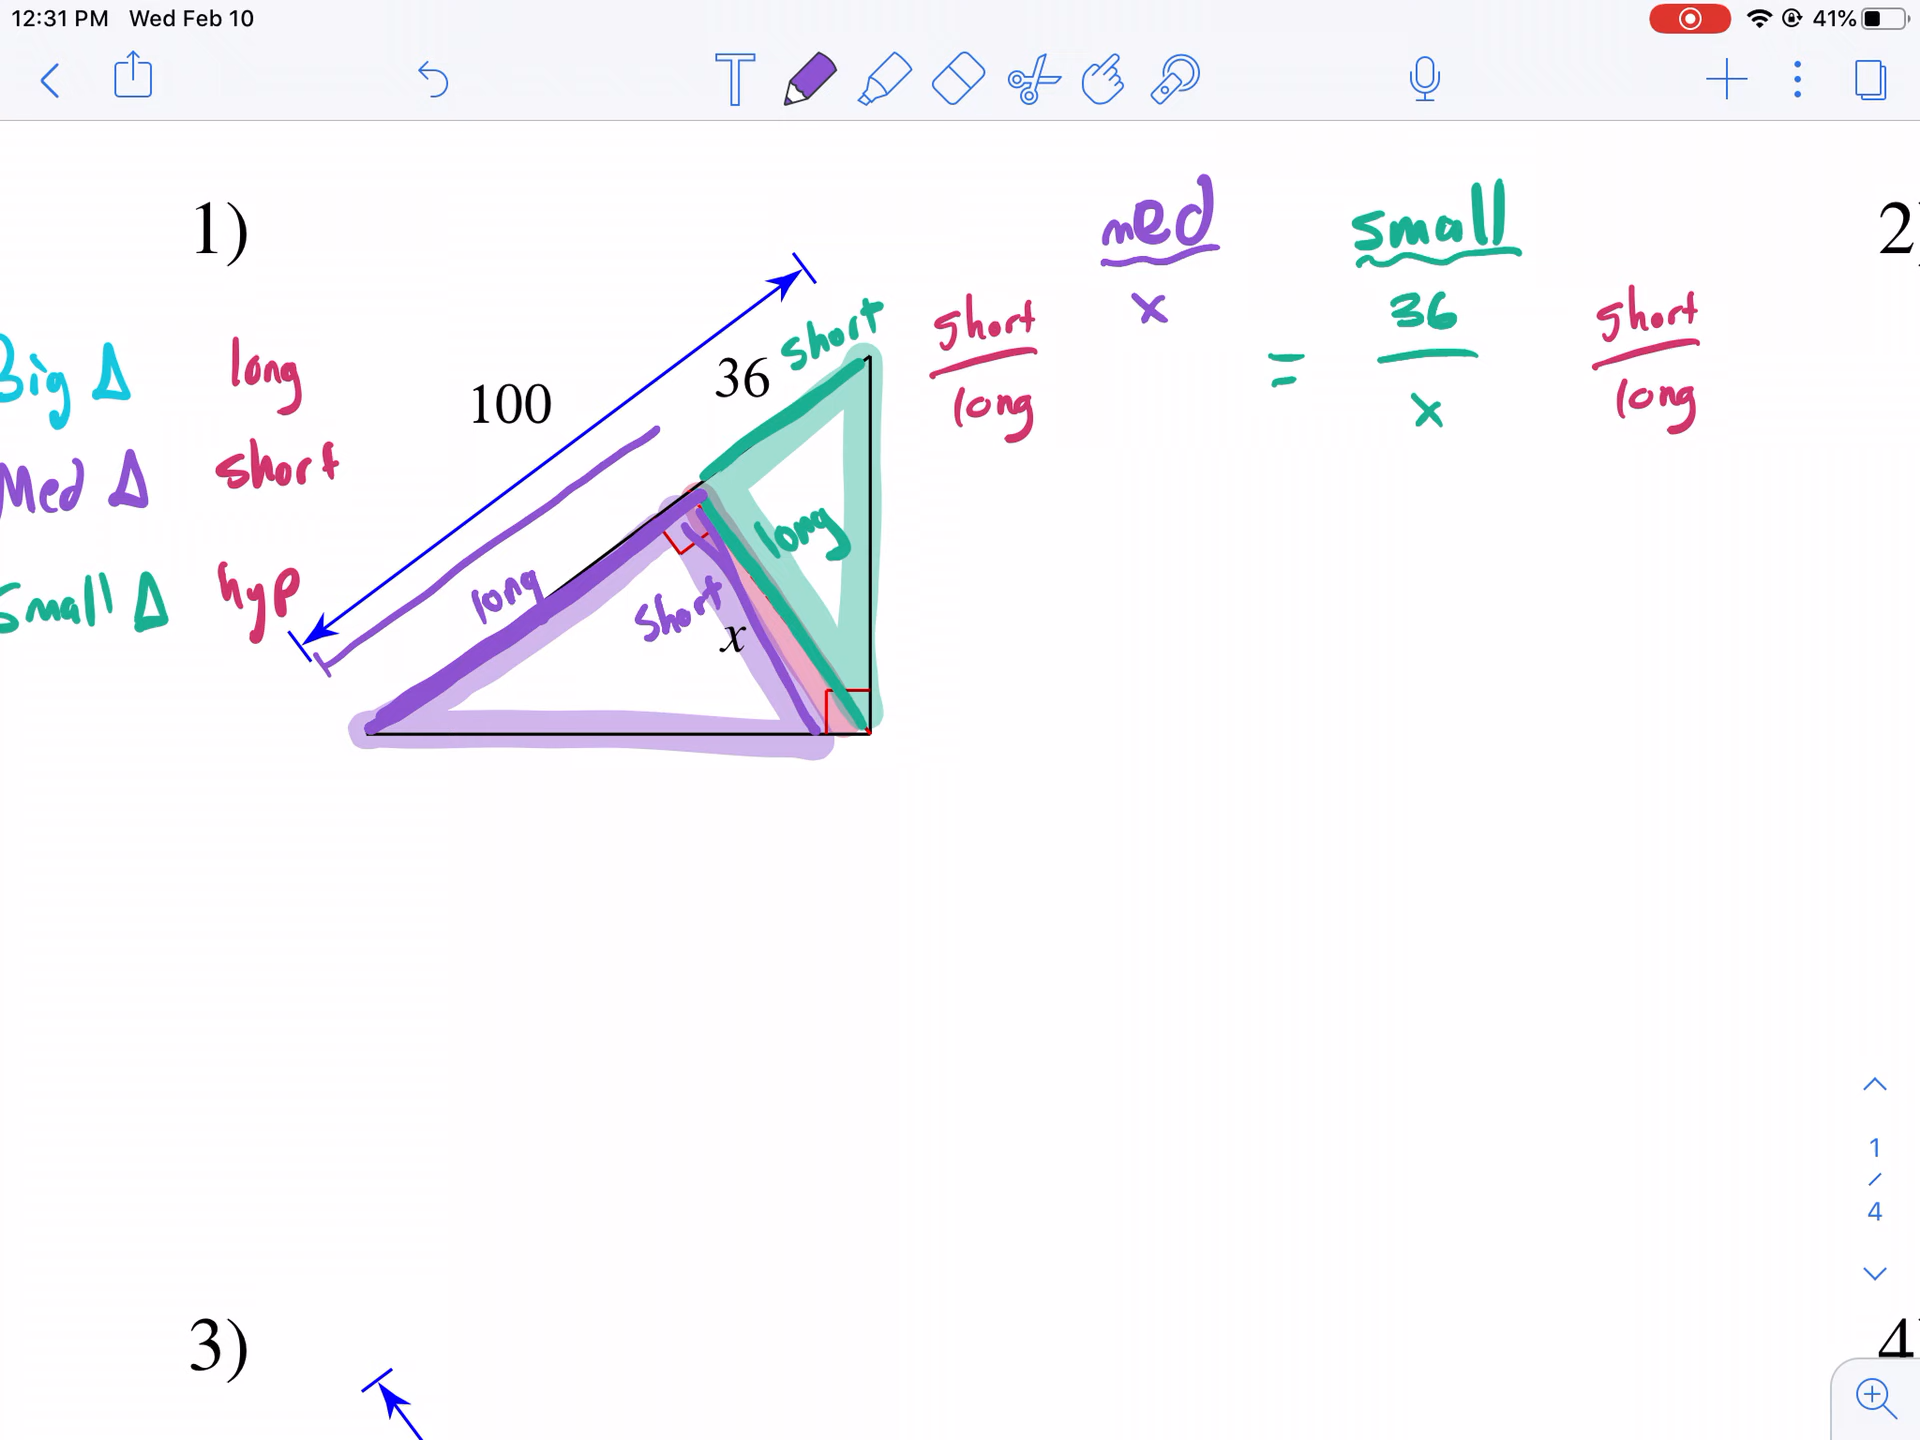 12:31 PM Wed Feb 10 41%
T
1) med small 2)
x = 36/x
short/long short/long
Big Δ long
Med Δ short
Small Δ hyp
100 36 short
long short long
x
1/4
3) 4)